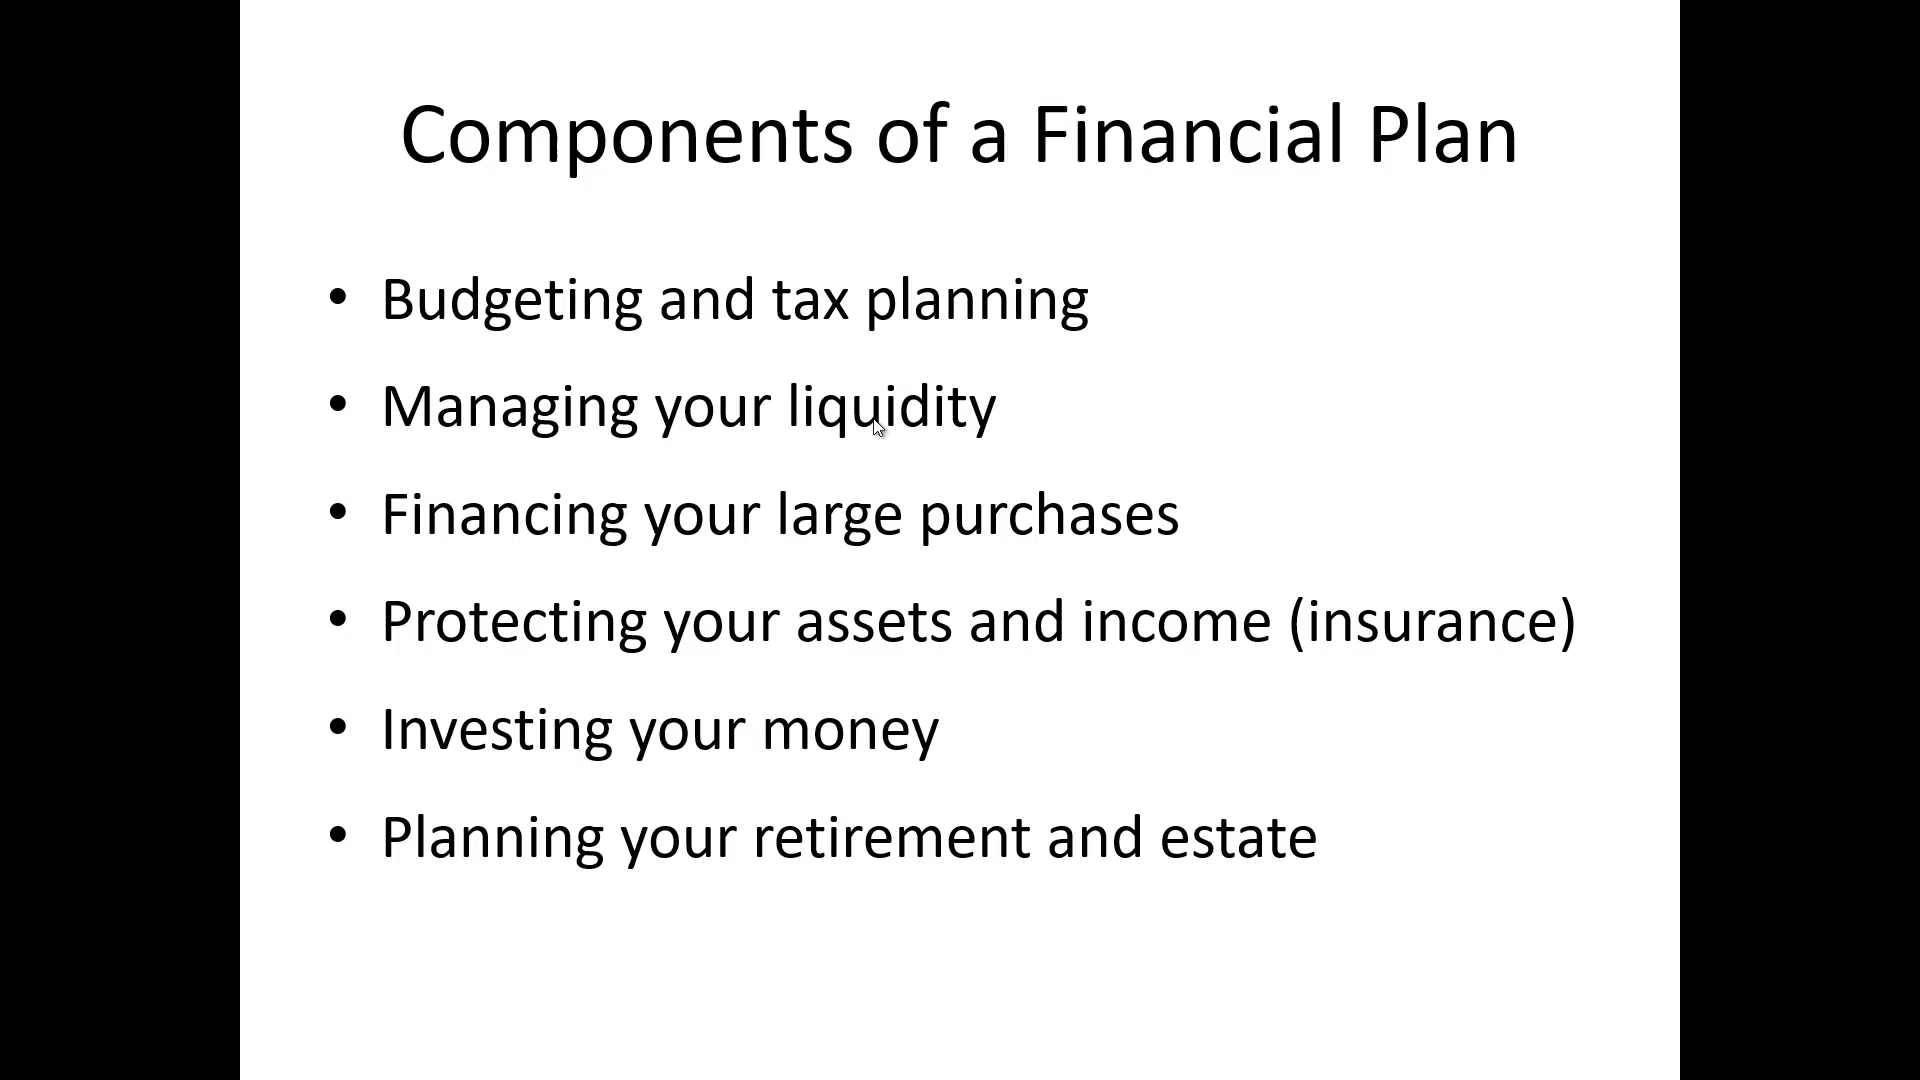 Components of a Financial Plan
• Budgeting and tax planning
• Managing your liquidity
• Financing your large purchases
• Protecting your assets and income (insurance)
• Investing your money
• Planning your retirement and estate